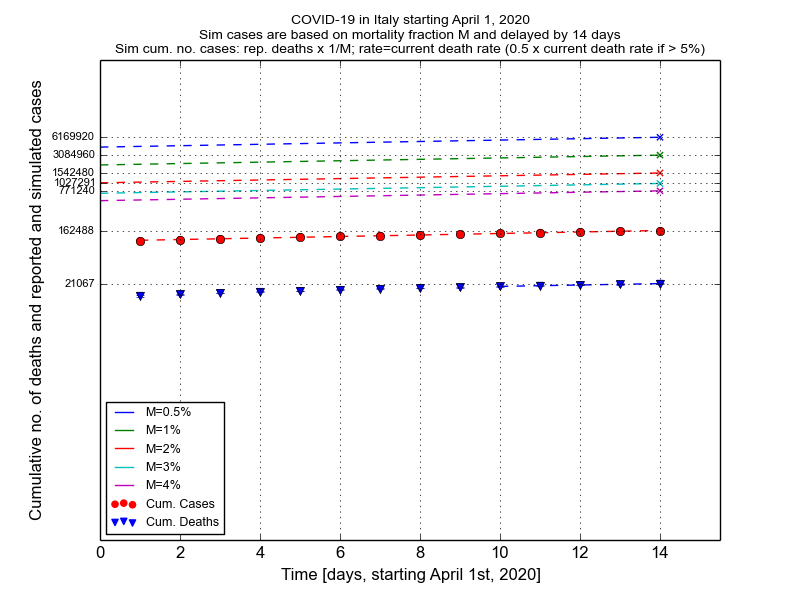 COVID-19 in Italy starting April 1, 2020
Sim cases are based on mortality fraction M and delayed by 14 days
Sim cum. no. cases: rep. deaths x 1/M; rate=current death rate (0.5 x current death rate if > 5%)
Cumulative no. of deaths and reported and simulated cases
6169920
3084960
1542480
1027291
771240
162488
21067
M=0.5%
M=1%
M=2%
M=3%
M=4%
Cum. Cases
Cum. Deaths
0 2 4 6 8 10 12 14
Time [days, starting April 1st, 2020]